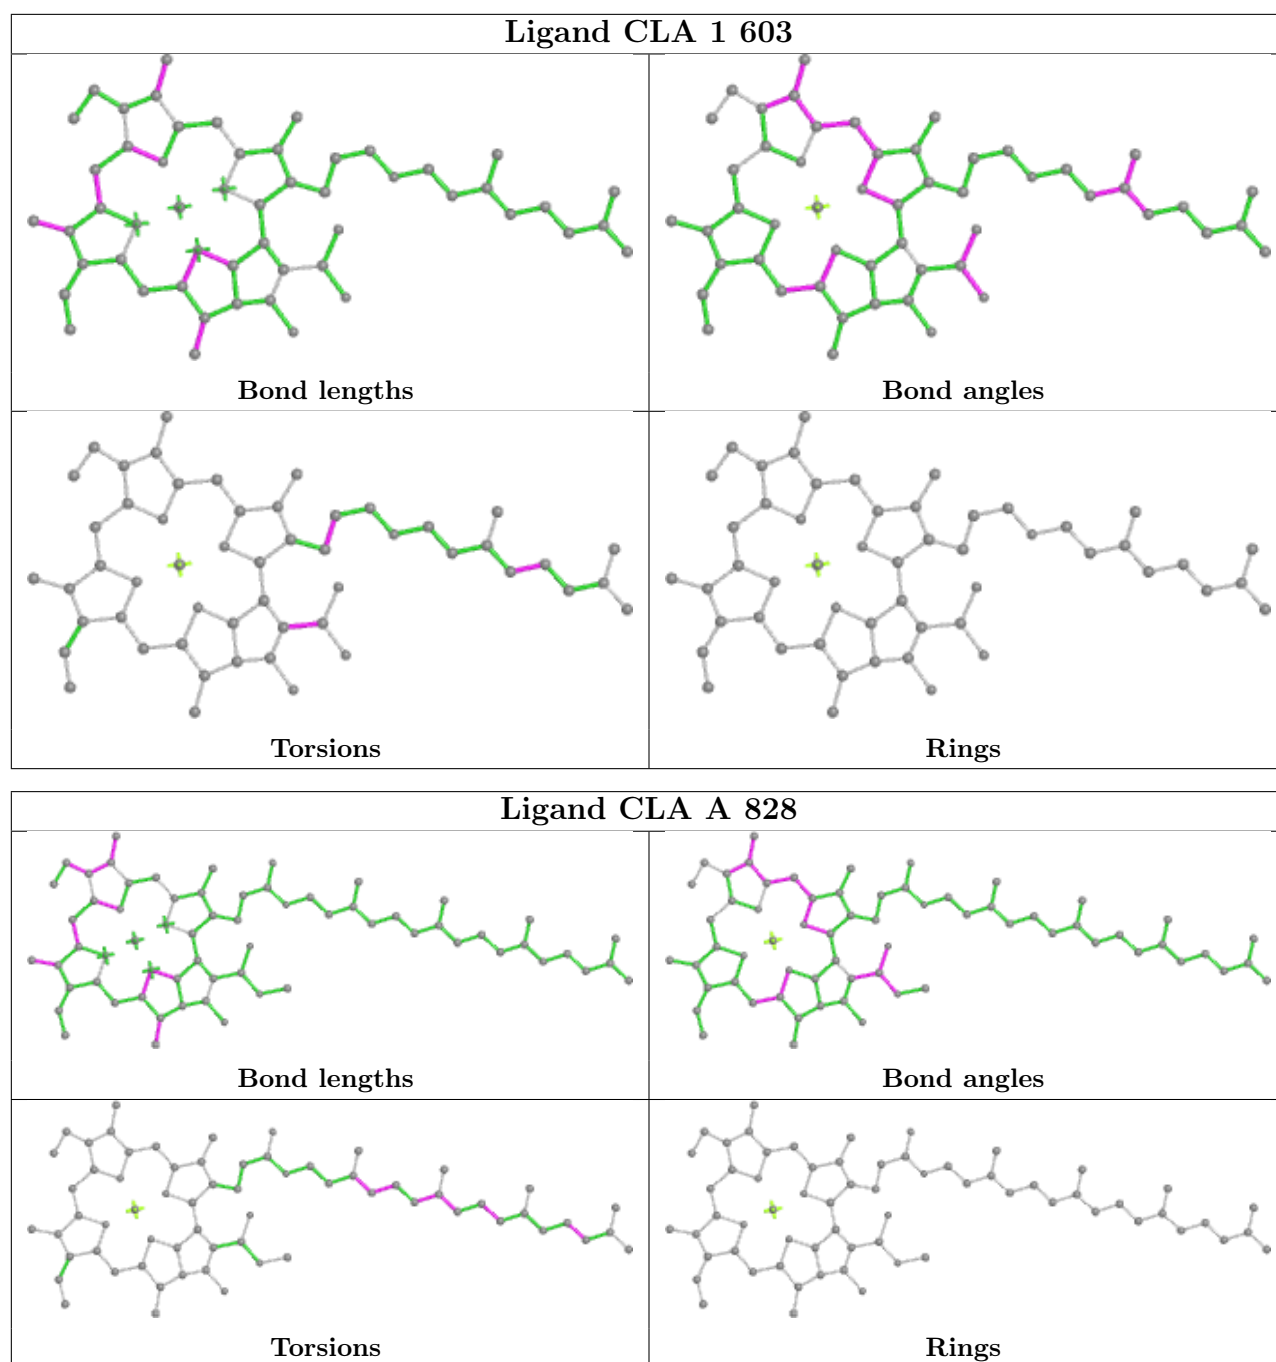 Ligand CLA 1 603
Bond lengths
Bond angles
Torsions
Rings
Ligand CLA A 828
Bond lengths
Bond angles
Torsions
Rings